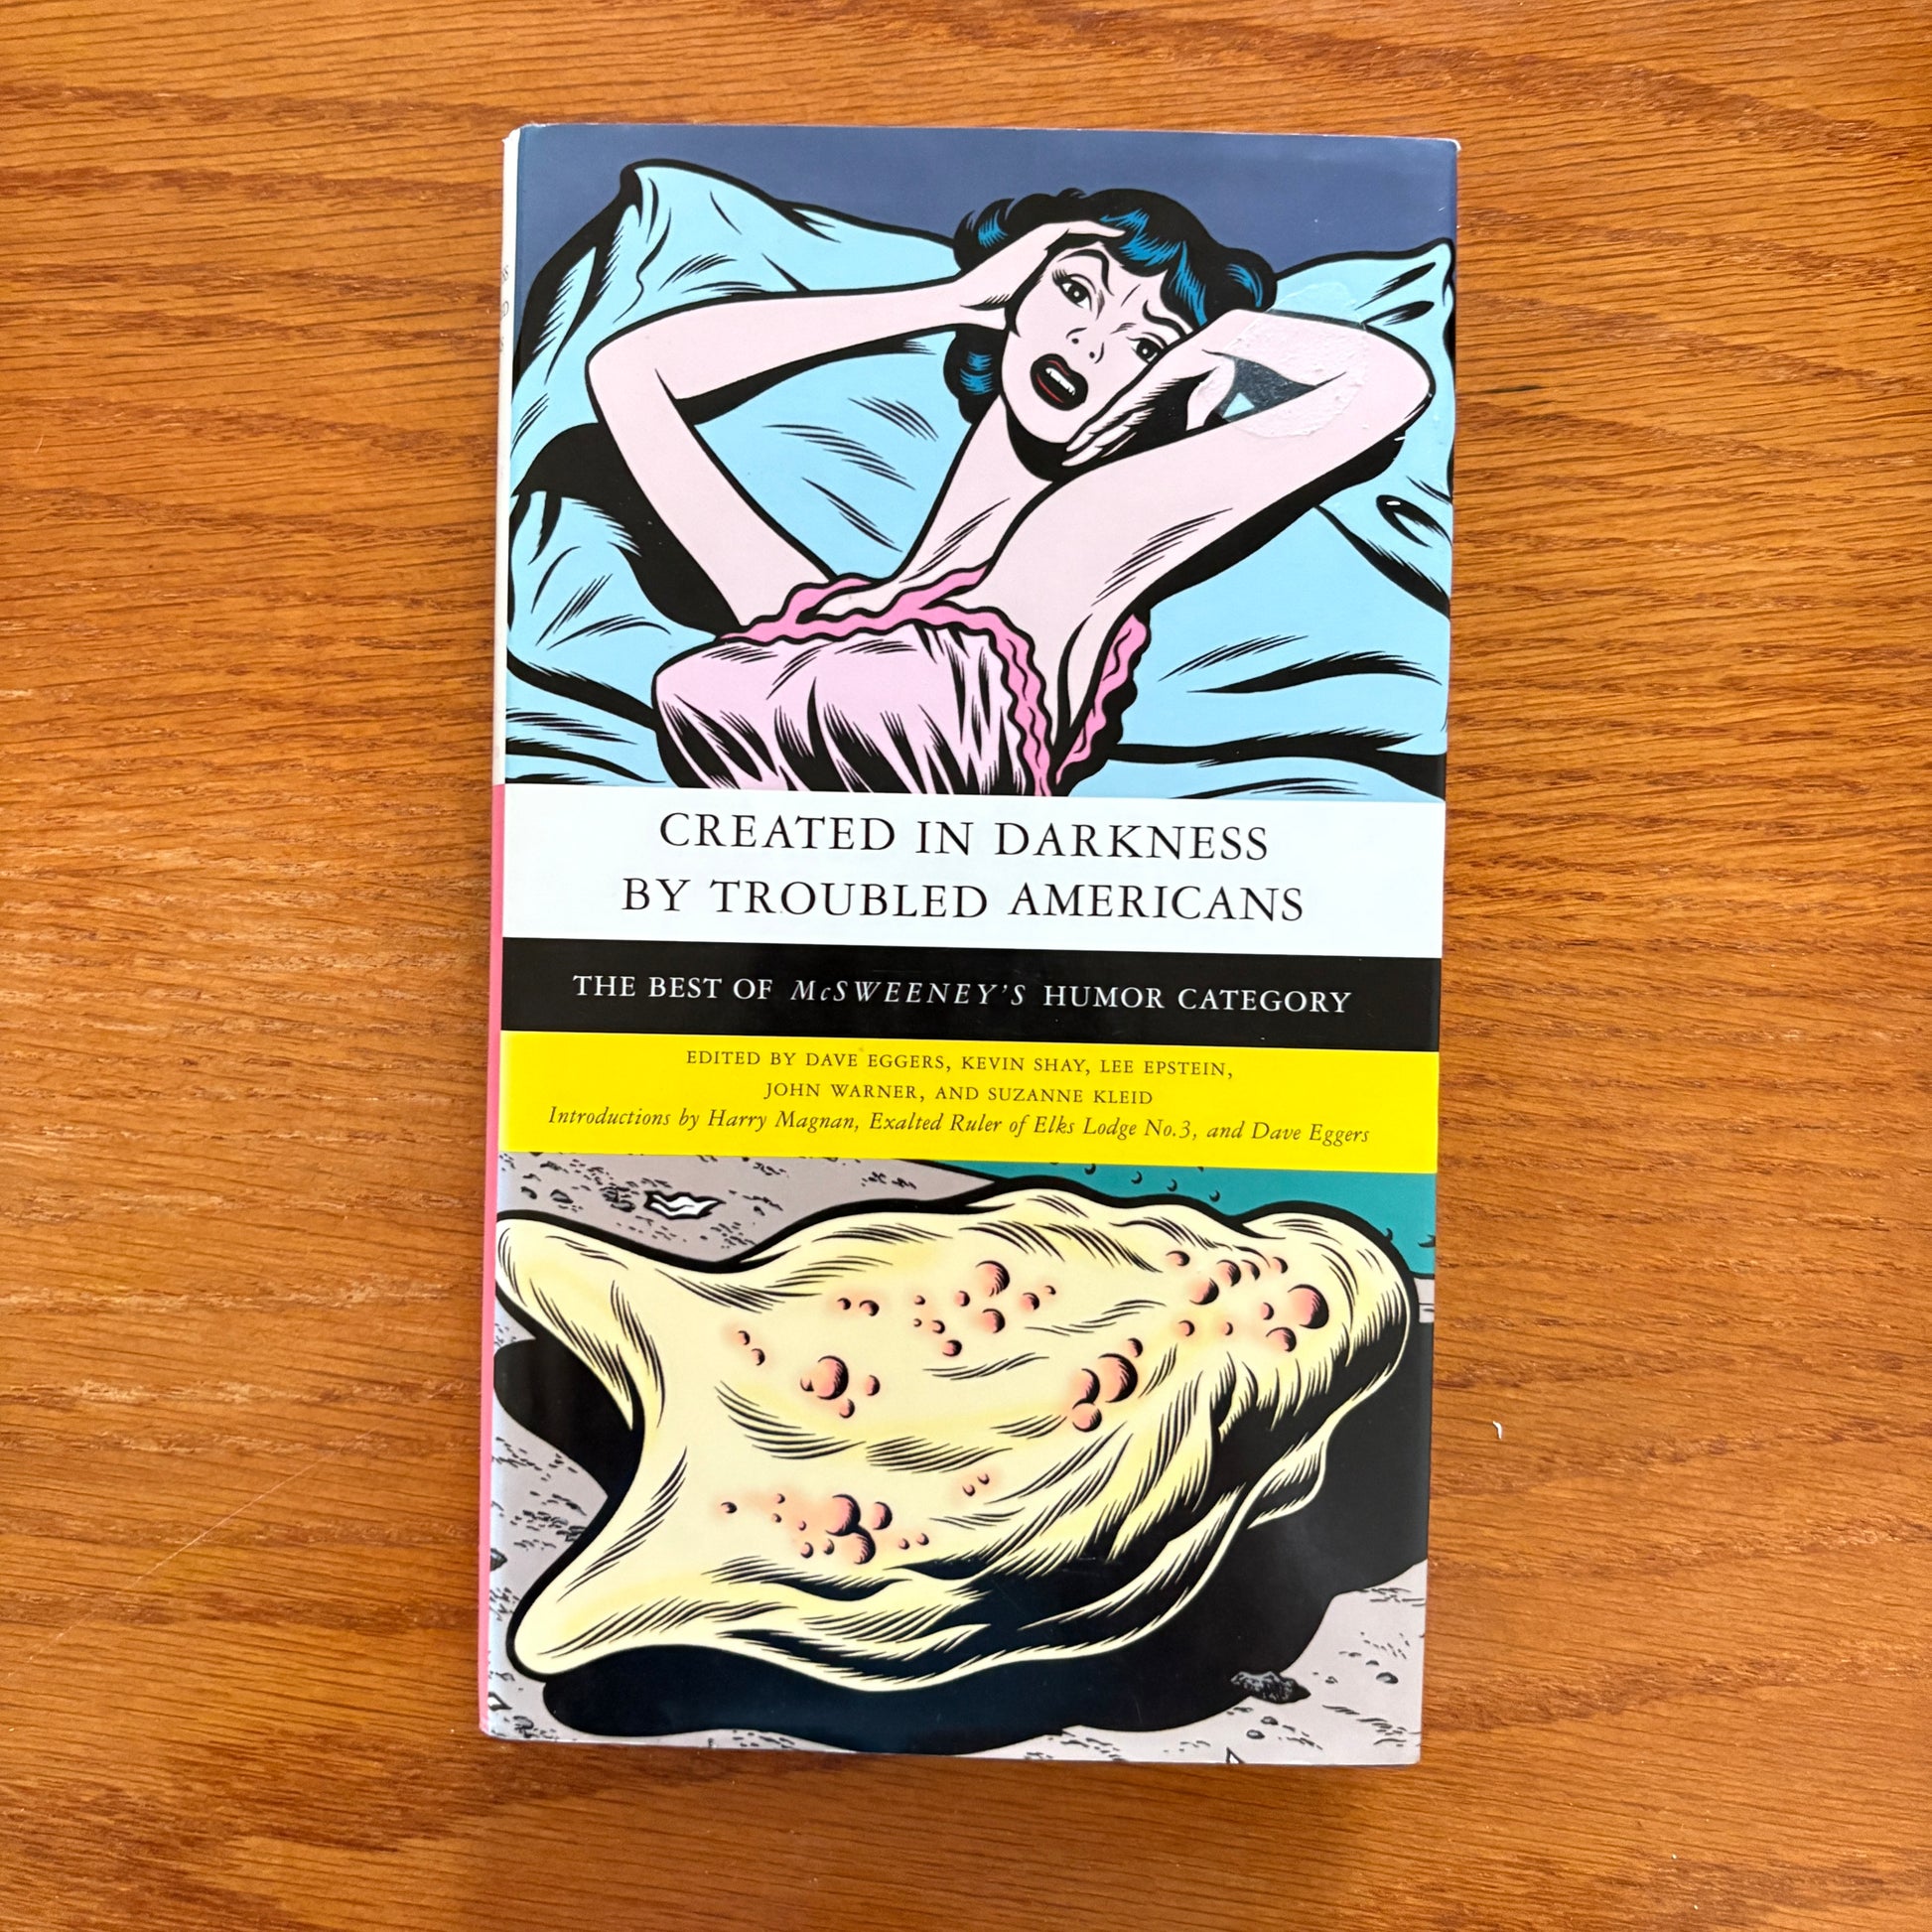 CREATED IN DARKNESS
BY TROUBLED AMERICANS
THE BEST OF McSWEENEY'S HUMOR CATEGORY
EDITED BY DAVE EGGERS, KEVIN SHAY, LEE EPSTEIN,
JOHN WARNER, AND SUZANNE KLEID
Introductions by Harry Magnan, Exalted Ruler of Elks Lodge No.3, and Dave Eggers